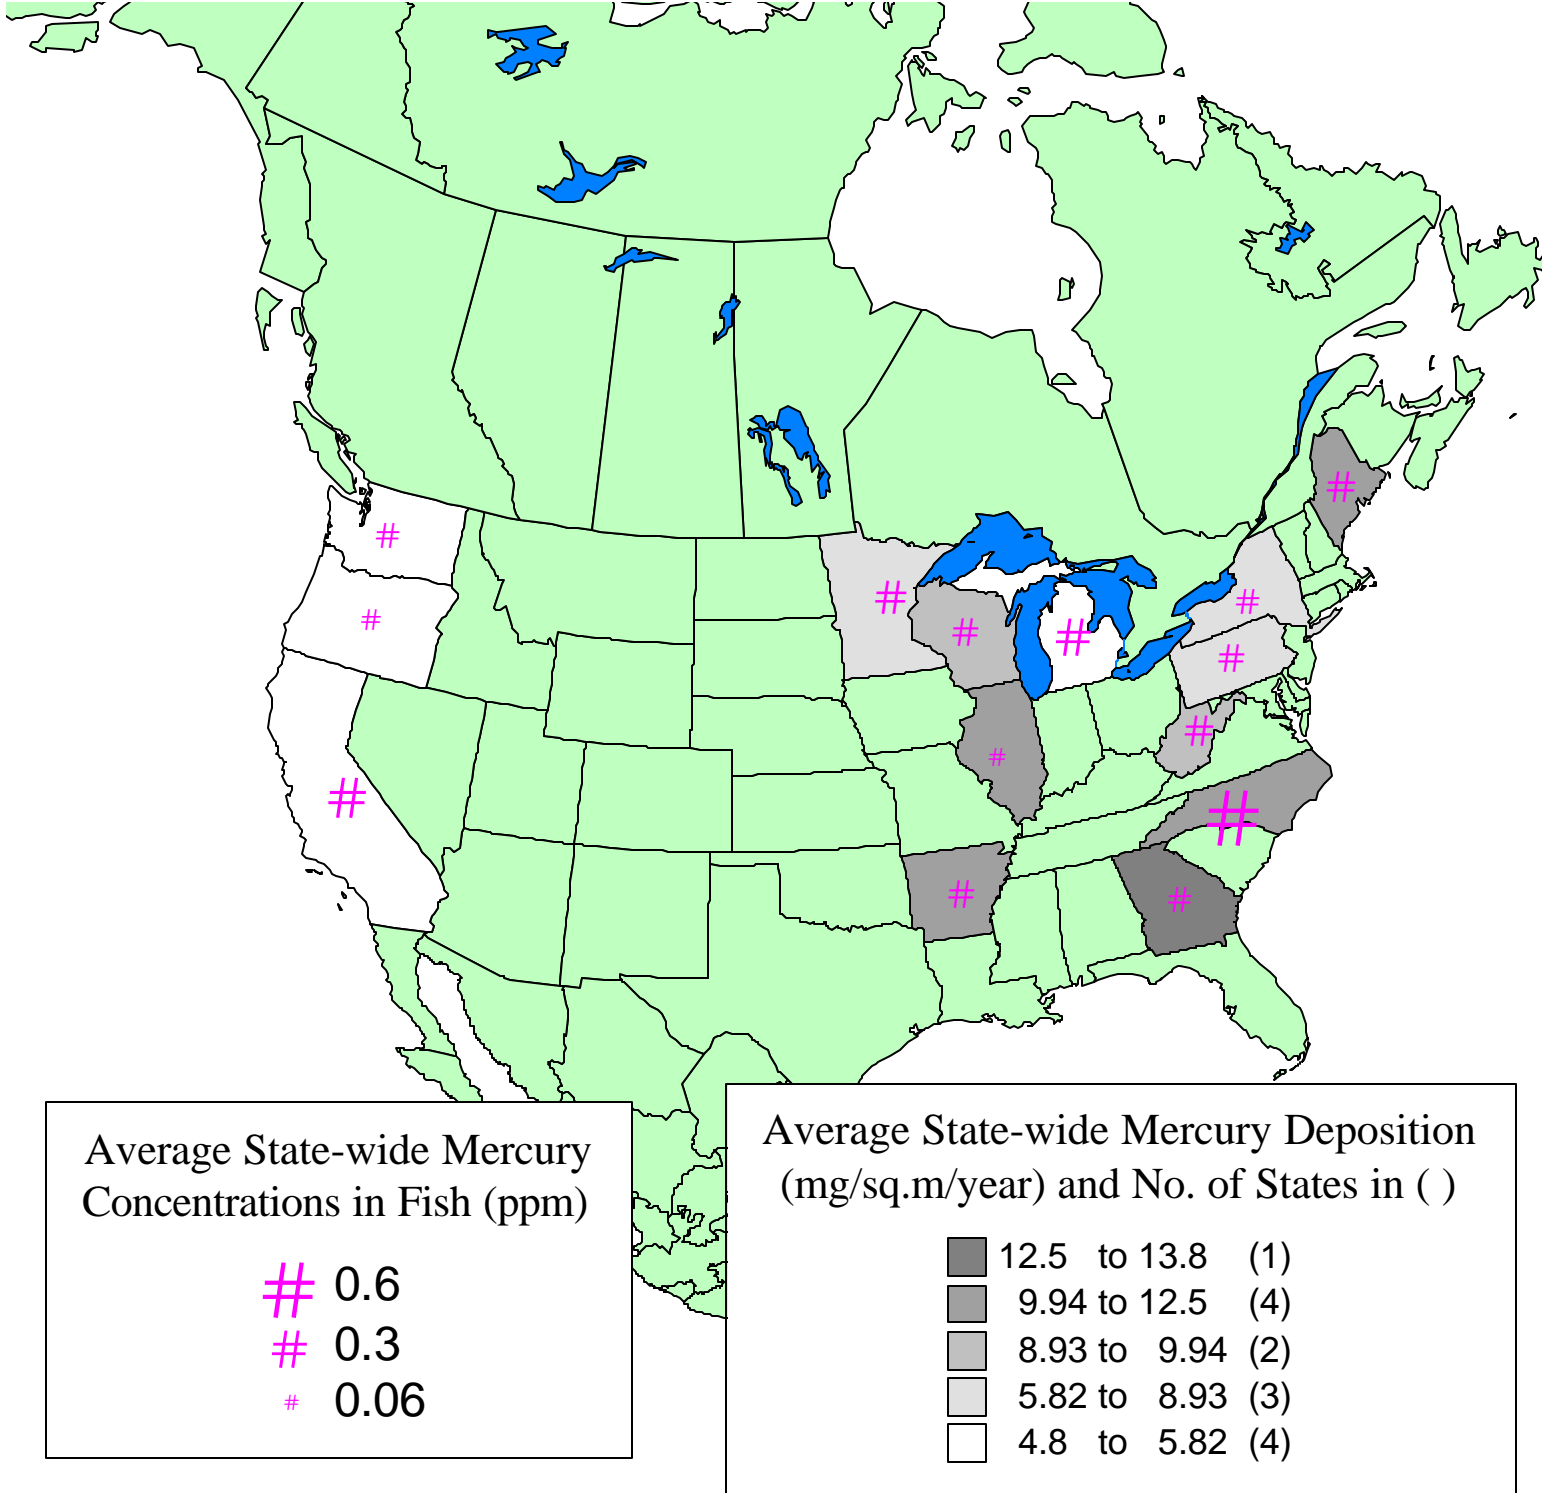 #
#
#
#
#
#
#
#
#
#
#
#
#
#
Average State-wide Mercury
Concentrations in Fish (ppm)
# 0.6
# 0.3
# 0.06
Average State-wide Mercury Deposition
(mg/sq.m/year) and No. of States in ( )
12.5 to 13.8 (1)
9.94 to 12.5 (4)
8.93 to 9.94 (2)
5.82 to 8.93 (3)
4.8 to 5.82 (4)